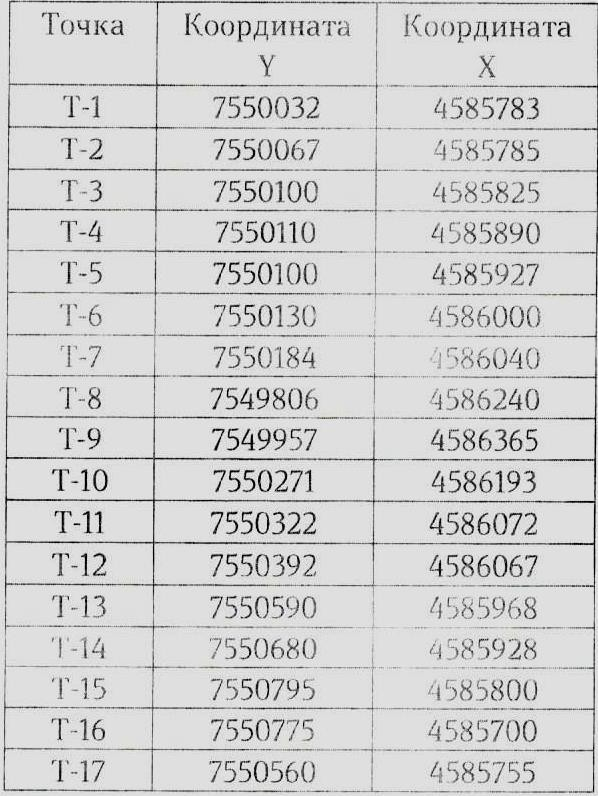 Точка Координата Y Координата X
Т-1 7550032 4585783
Т-2 7550067 4585785
Т-3 7550100 4585825
Т-4 7550110 4585890
Т-5 7550100 4585927
Т-6 7550130 4586000
Т-7 7550184 4586040
Т-8 7549806 4586240
Т-9 7549957 4586365
Т-10 7550271 4586193
Т-11 7550322 4586072
Т-12 7550392 4586067
Т-13 7550590 4585968
Т-14 7550680 4585928
Т-15 7550795 4585800
Т-16 7550775 4585700
Т-17 7550560 4585755